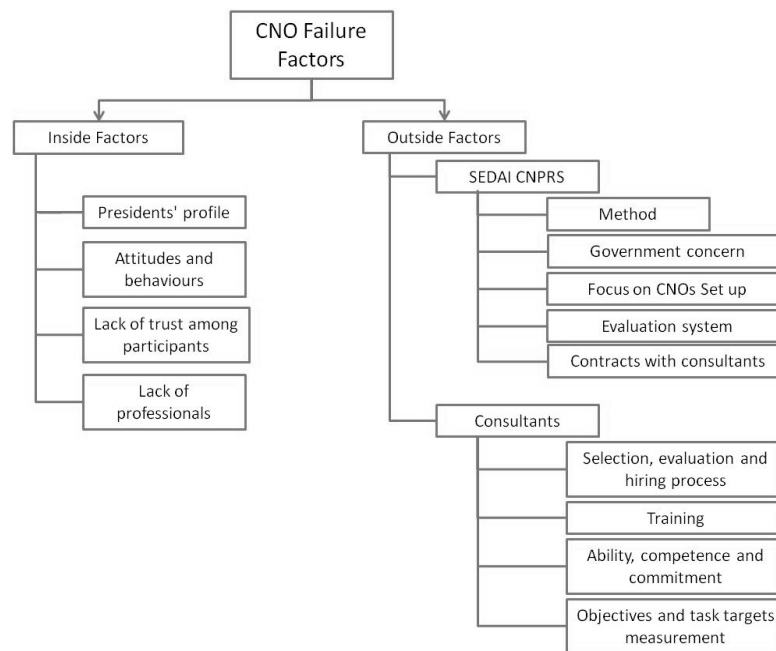 CNO Failure
Factors
Inside Factors
Outside Factors
Presidents' profile
Attitudes and
behaviours
Lack of trust among
participants
Lack of
professionals
SEDAI CNPRS
Method
Government concern
Focus on CNOs Set up
Evaluation system
Contracts with consultants
Consultants
Selection, evaluation and
hiring process
Training
Ability, competence and
commitment
Objectives and task targets
measurement